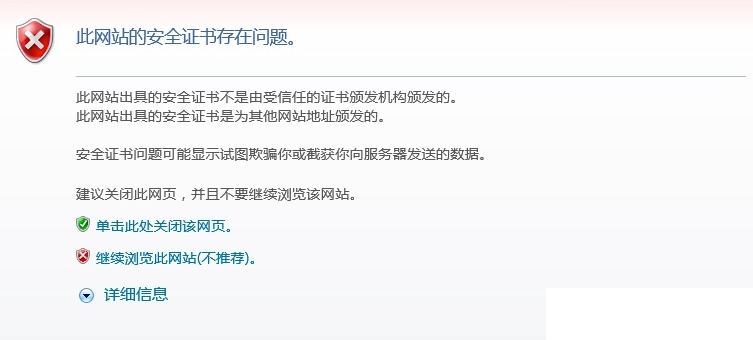 此网站的安全证书存在问题。
此网站出具的安全证书不是由受信任的证书颁发机构颁发的。
此网站出具的安全证书是为其他网站地址颁发的。
安全证书问题可能显示试图欺骗你或截获你向服务器发送的数据。
建议关闭此网页，并且不要继续浏览该网站。
单击此处关闭该网页。
继续浏览此网站(不推荐)。
详细信息